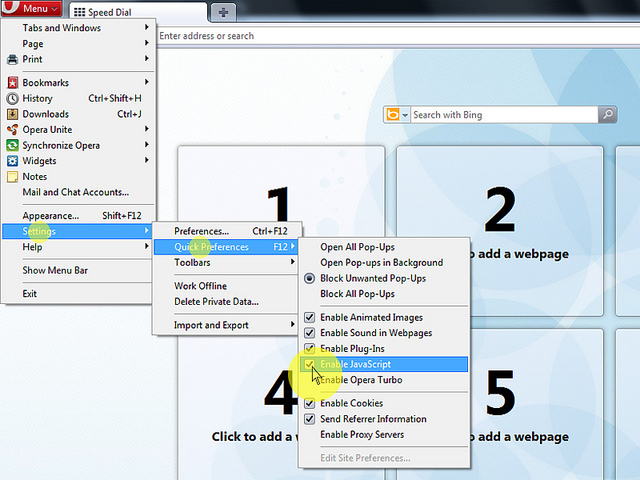 Menu
Speed Dial
Tabs and Windows
Page
Print
Bookmarks
History Ctrl+Shift+H
Downloads Ctrl+J
Opera Unite
Synchronize Opera
Widgets
Notes
Mail and Chat Accounts...
Appearance... Shift+F12
Settings
Help
Show Menu Bar
Exit
Enter address or search
Search with Bing
Preferences... Ctrl+F12
Quick Preferences F12
Toolbars
Work Offline
Delete Private Data...
Import and Export
Open All Pop-Ups
Open Pop-ups in Background
Block Unwanted Pop-Ups
Block All Pop-Ups
Enable Animated Images
Enable Sound in Webpages
Enable Plug-Ins
Enable JavaScript
Enable Opera Turbo
Enable Cookies
Send Referrer Information
Enable Proxy Servers
Edit Site Preferences...
1
2
o add a webpage
4
Click to add a
5
o add a webpage